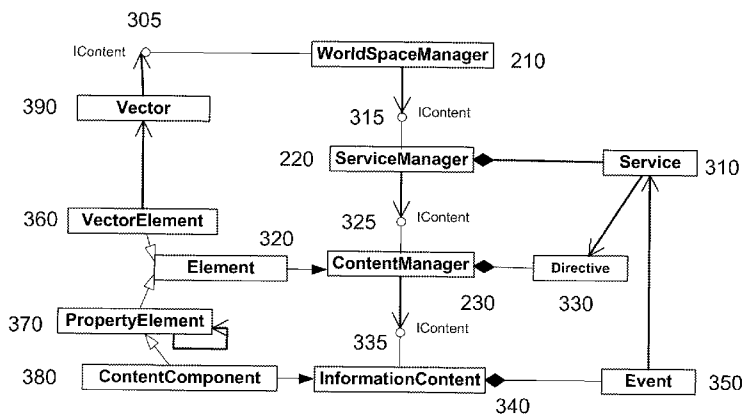 305
IContent
WorldSpaceManager
210
390
Vector
315
IContent
220
ServiceManager
Service
310
360
VectorElement
320
325
IContent
Element
ContentManager
Directive
230
330
370
PropertyElement
335
IContent
380
ContentComponent
InformationContent
340
Event
350